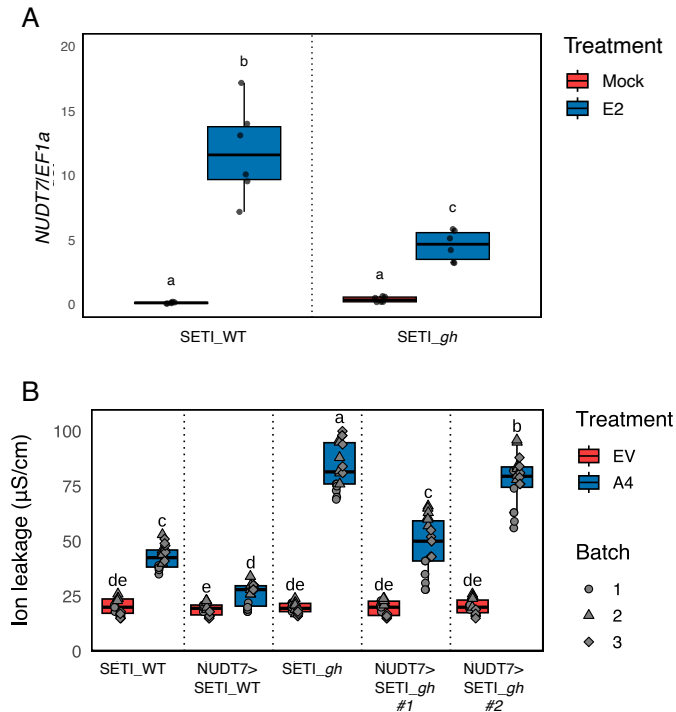 A
20
15
10
5
0
NUDT7/EF1a
a
b
a
c
SETI_WT
SETI_gh
Treatment
Mock
E2
B
100
75
50
25
0
Ion leakage (µS/cm)
de
c
e
d
de
a
de
c
de
b
SETI_WT
NUDT7>
SETI_WT
SETI_gh
NUDT7>
SETI_gh
#1
NUDT7>
SETI_gh
#2
Treatment
EV
A4
Batch
1
2
3